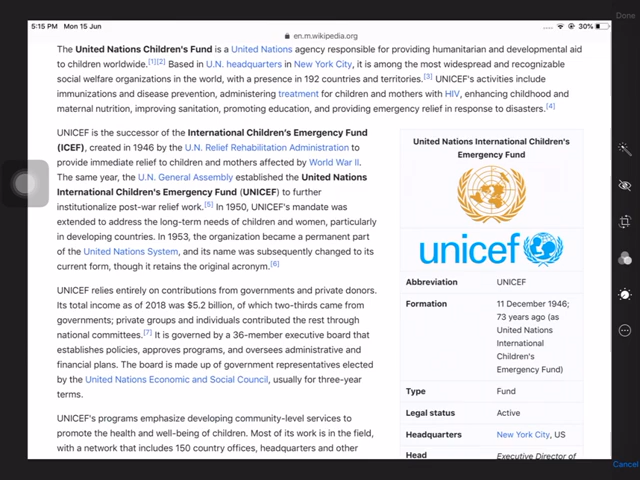 Done
5:15 PM Mon 15 Jun
30%
en.m.wikipedia.org
The United Nations Children's Fund is a United Nations agency responsible for providing humanitarian and developmental aid
to children worldwide.[1][2] Based in U.N. headquarters in New York City, it is among the most widespread and recognizable
social welfare organizations in the world, with a presence in 192 countries and territories.[3] UNICEF's activities include
immunizations and disease prevention, administering treatment for children and mothers with HIV, enhancing childhood and
maternal nutrition, improving sanitation, promoting education, and providing emergency relief in response to disasters.[4]
UNICEF is the successor of the International Children's Emergency Fund
(ICEF), created in 1946 by the U.N. Relief Rehabilitation Administration to
provide immediate relief to children and mothers affected by World War II.
The same year, the U.N. General Assembly established the United Nations
International Children's Emergency Fund (UNICEF) to further
institutionalize post-war relief work.[5] In 1950, UNICEF's mandate was
extended to address the long-term needs of children and women, particularly
in developing countries. In 1953, the organization became a permanent part
of the United Nations System, and its name was subsequently changed to its
current form, though it retains the original acronym.[6]
UNICEF relies entirely on contributions from governments and private donors.
Its total income as of 2018 was $5.2 billion, of which two-thirds came from
governments; private groups and individuals contributed the rest through
national committees.[7] It is governed by a 36-member executive board that
establishes policies, approves programs, and oversees administrative and
financial plans. The board is made up of government representatives elected
by the United Nations Economic and Social Council, usually for three-year
terms.
UNICEF's programs emphasize developing community-level services to
promote the health and well-being of children. Most of its work is in the field,
with a network that includes 150 country offices, headquarters and other
United Nations International Children's
Emergency Fund
unicef
Abbreviation UNICEF
Formation 11 December 1946;
73 years ago (as
United Nations
International
Children's
Emergency Fund)
Type Fund
Legal status Active
Headquarters New York City, US
Head Executive Director of
Cancel